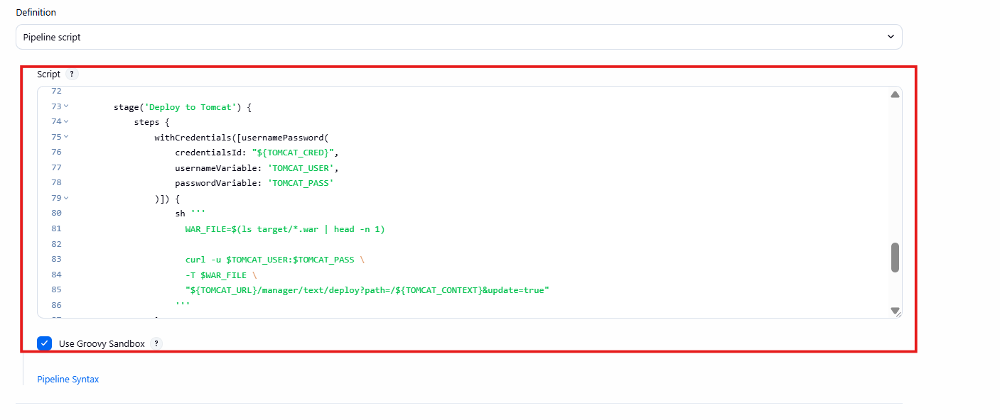 Definition
Pipeline script
Script ?
72
73 stage('Deploy to Tomcat') {
74 steps {
75 withCredentials([usernamePassword(
76 credentialsId: "${TOMCAT_CRED}",
77 usernameVariable: 'TOMCAT_USER',
78 passwordVariable: 'TOMCAT_PASS'
79 )]) {
80 sh '''
81 WAR_FILE=$(ls target/*.war | head -n 1)
82
83 curl -u $TOMCAT_USER:$TOMCAT_PASS \
84 -T $WAR_FILE \
85 "${TOMCAT_URL}/manager/text/deploy?path=/${TOMCAT_CONTEXT}&update=true"
86 '''
Use Groovy Sandbox ?
Pipeline Syntax